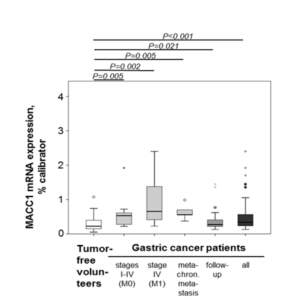 P<0.001
P=0.021
P=0.005
P=0.002
P=0.005
MACC1 mRNA expression,
% calibrator
4
3
2
1
0
Tumor-
free
volun-
teers
Gastric cancer patients
stages
I-IV
(M0)
stage
IV
(M1)
meta-
chron.
meta-
stasis
follow-
up
all